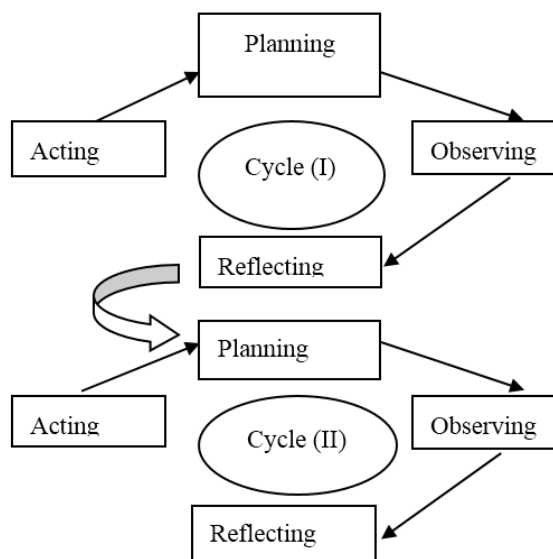 Planning
Acting
Cycle (I)
Observing
Reflecting
Planning
Acting
Cycle (II)
Observing
Reflecting